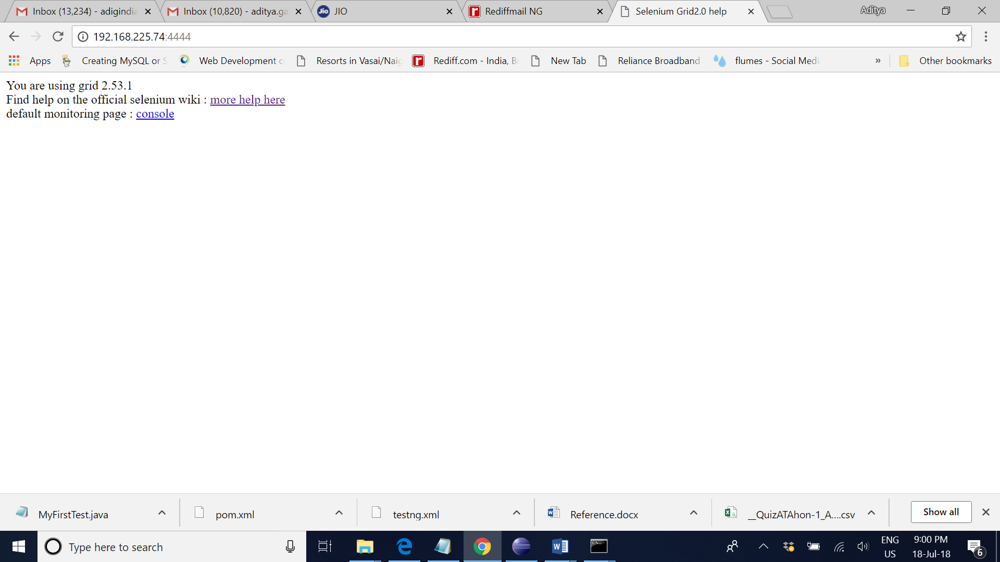 Inbox (13,234) - adigindia
Inbox (10,820) - aditya.ga
Jio JIO
Rediffmail NG
Selenium Grid2.0 help
Aditya
192.168.225.74:4444
Apps
Creating MySQL or S
Web Development c
Resorts in Vasai/Naig
Rediff.com - India, B
New Tab
Reliance Broadband
flumes - Social Medi
»
Other bookmarks
You are using grid 2.53.1
Find help on the official selenium wiki : more help here
default monitoring page : console
MyFirstTest.java
pom.xml
testng.xml
Reference.docx
__QuizATAhon-1_A....csv
Show all
Type here to search
ENG
US
9:00 PM
18-Jul-18
6